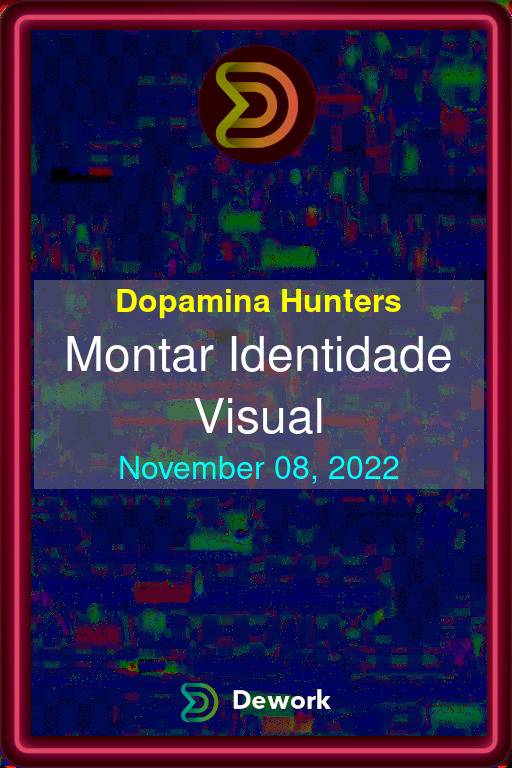 Dopamina Hunters
Montar Identidade
Visual
November 08, 2022
Dework